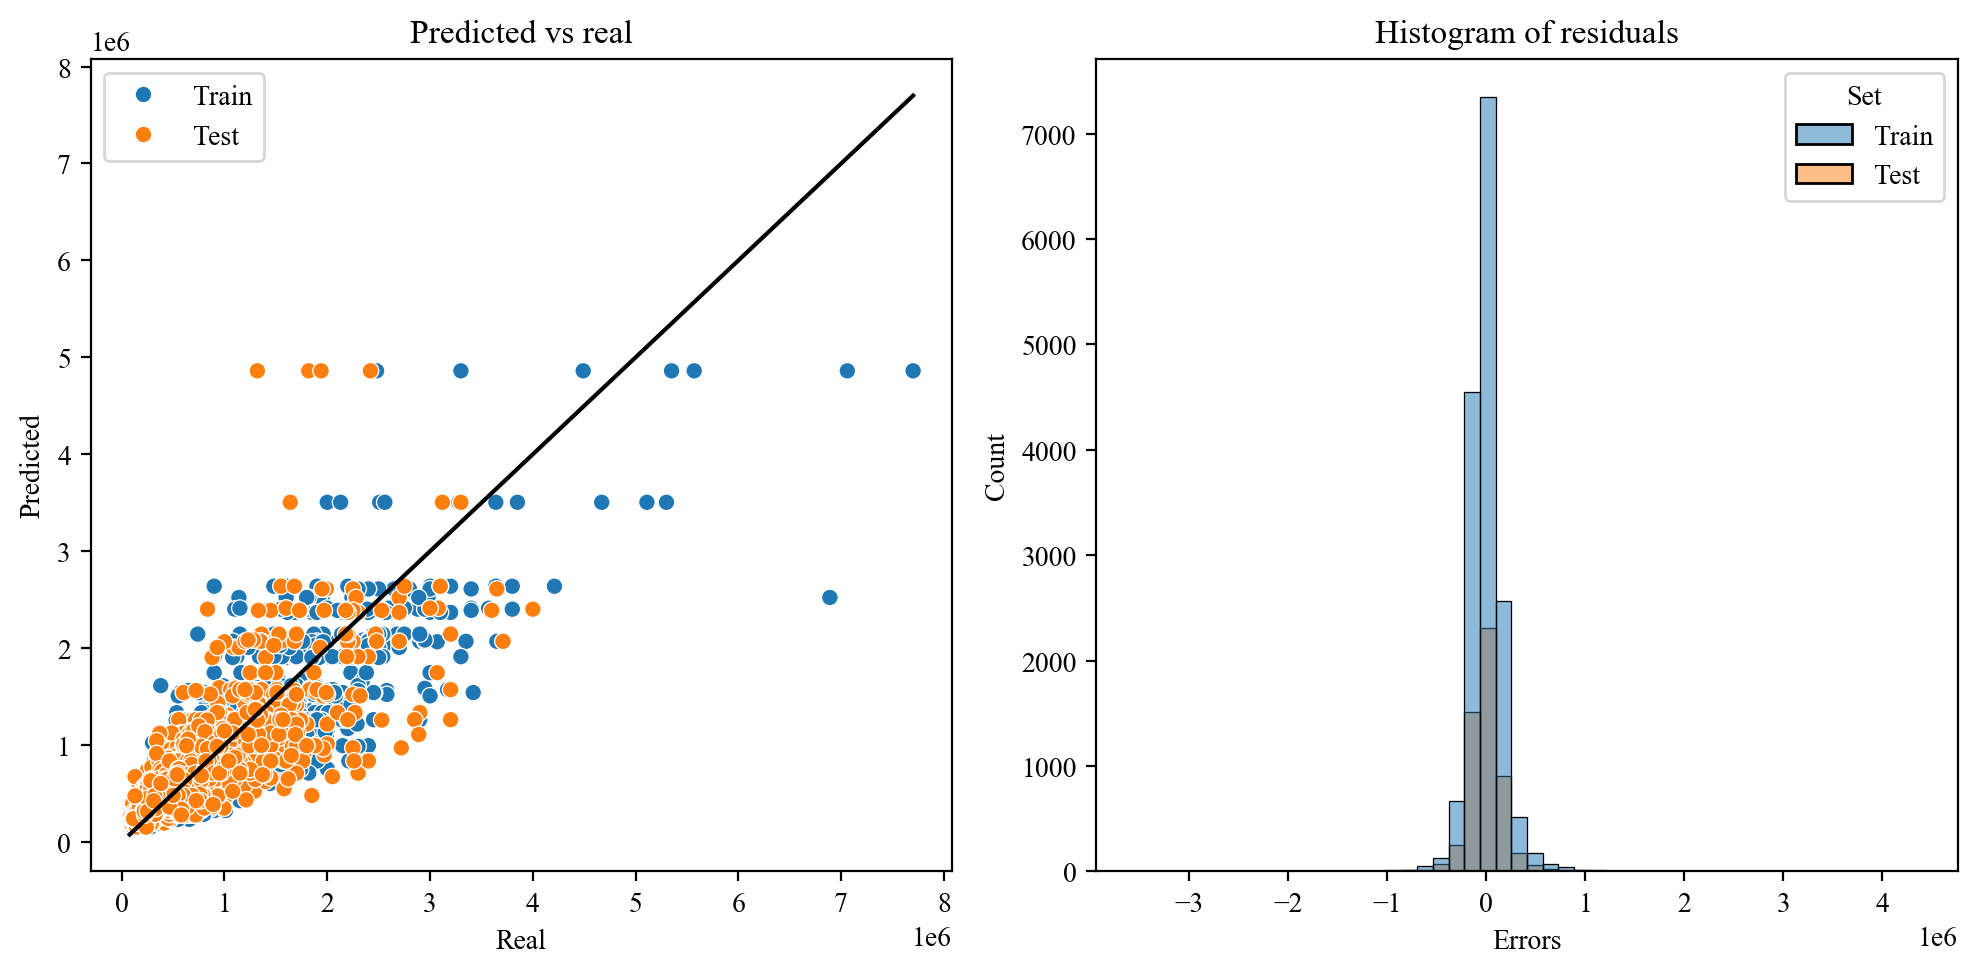 Predicted vs real
1e6
8
7
6
5
4
3
2
1
0
Predicted
Train
Test
0 1 2 3 4 5 6 7 8
1e6
Real
Histogram of residuals
7000
6000
5000
4000
3000
2000
1000
0
Count
Set
Train
Test
−3 −2 −1 0 1 2 3 4
1e6
Errors